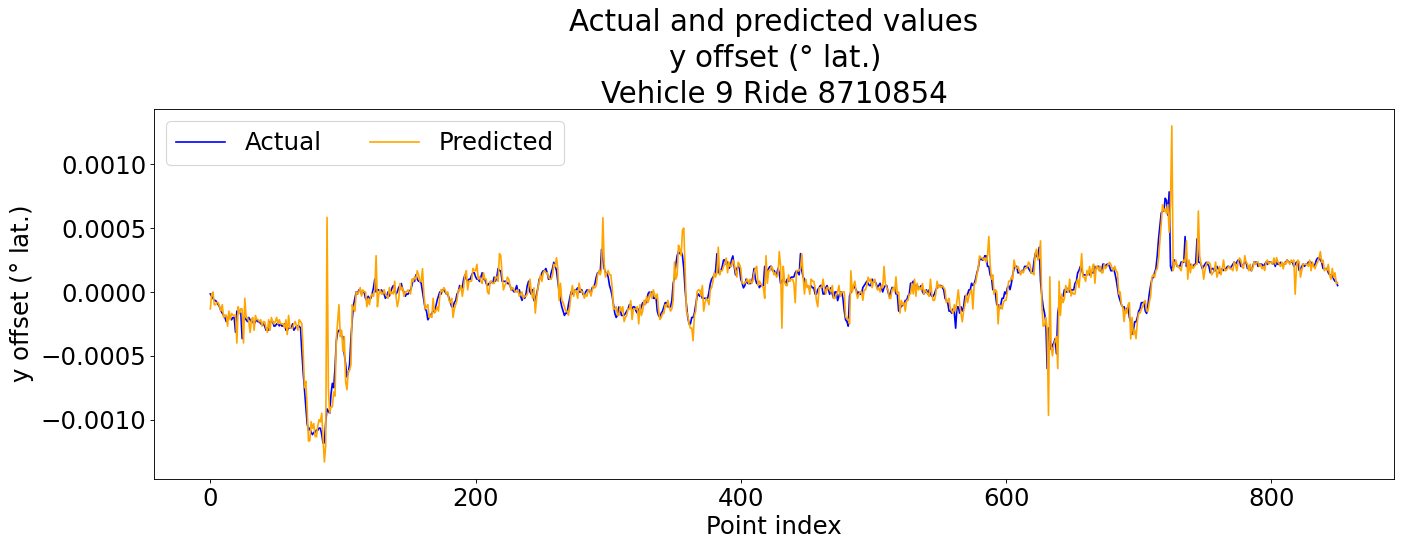 Actual and predicted values
y offset (° lat.)
Vehicle 9 Ride 8710854
Actual
Predicted
y offset (° lat.)
0.0010
0.0005
0.0000
−0.0005
−0.0010
0
200
400
600
800
Point index